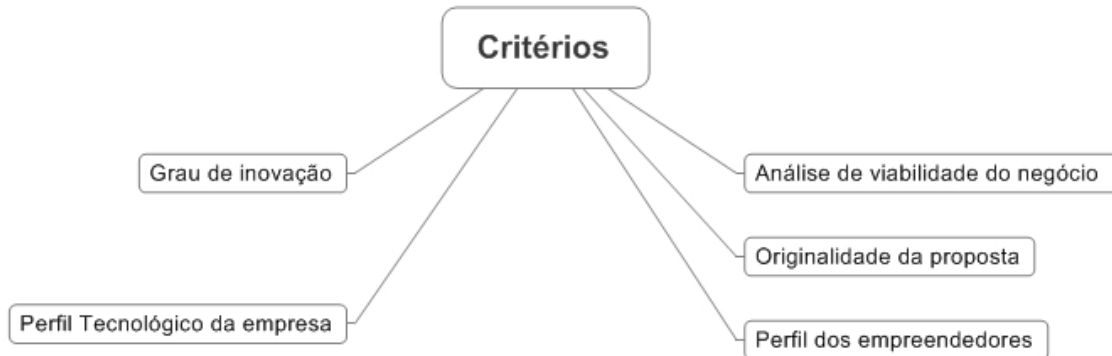 Critérios
Grau de inovação
Perfil Tecnológico da empresa
Análise de viabilidade do negócio
Originalidade da proposta
Perfil dos empreendedores